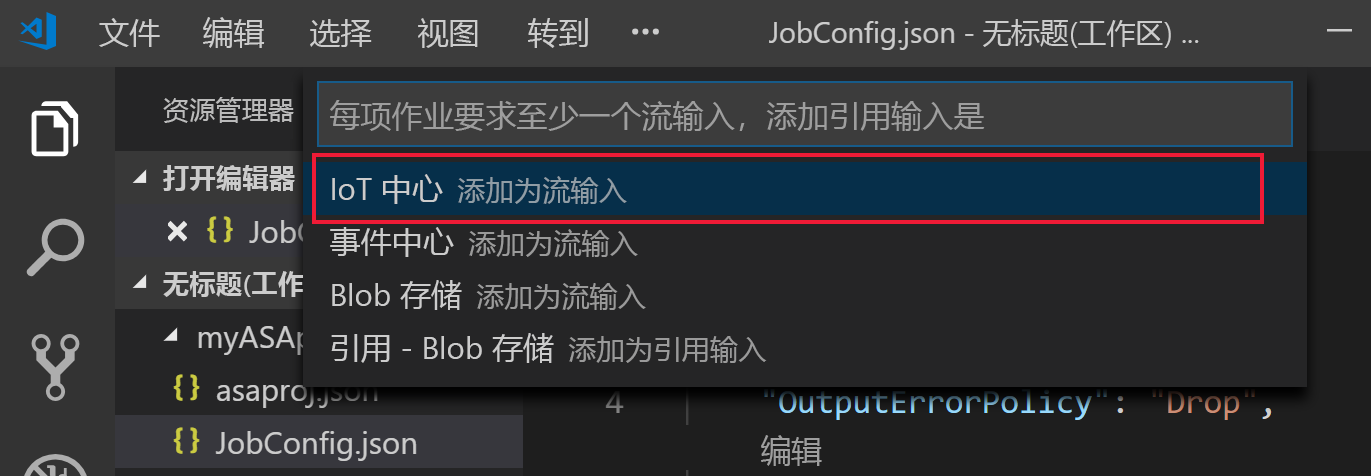 文件 编辑 选择 视图 转到 ··· JobConfig.json - 无标题(工作区) ...
资源管理器
每项作业要求至少一个流输入，添加引用输入是
打开编辑器
IoT 中心 添加为流输入
事件中心 添加为流输入
无标题(工作
Blob 存储 添加为流输入
引用 - Blob 存储 添加为引用输入
myASAp
{} asaproj.json
4 "OutputErrorPolicy": "Drop",
{} JobConfig.json
编辑